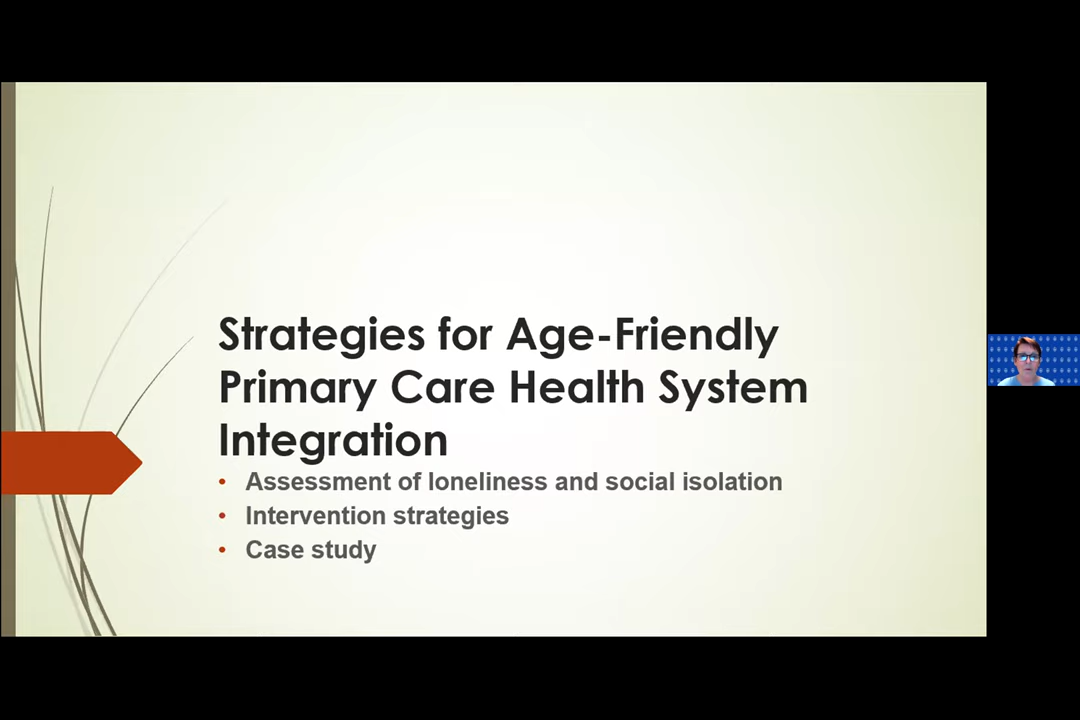 Strategies for Age-Friendly
Primary Care Health System
Integration
• Assessment of loneliness and social isolation
• Intervention strategies
• Case study